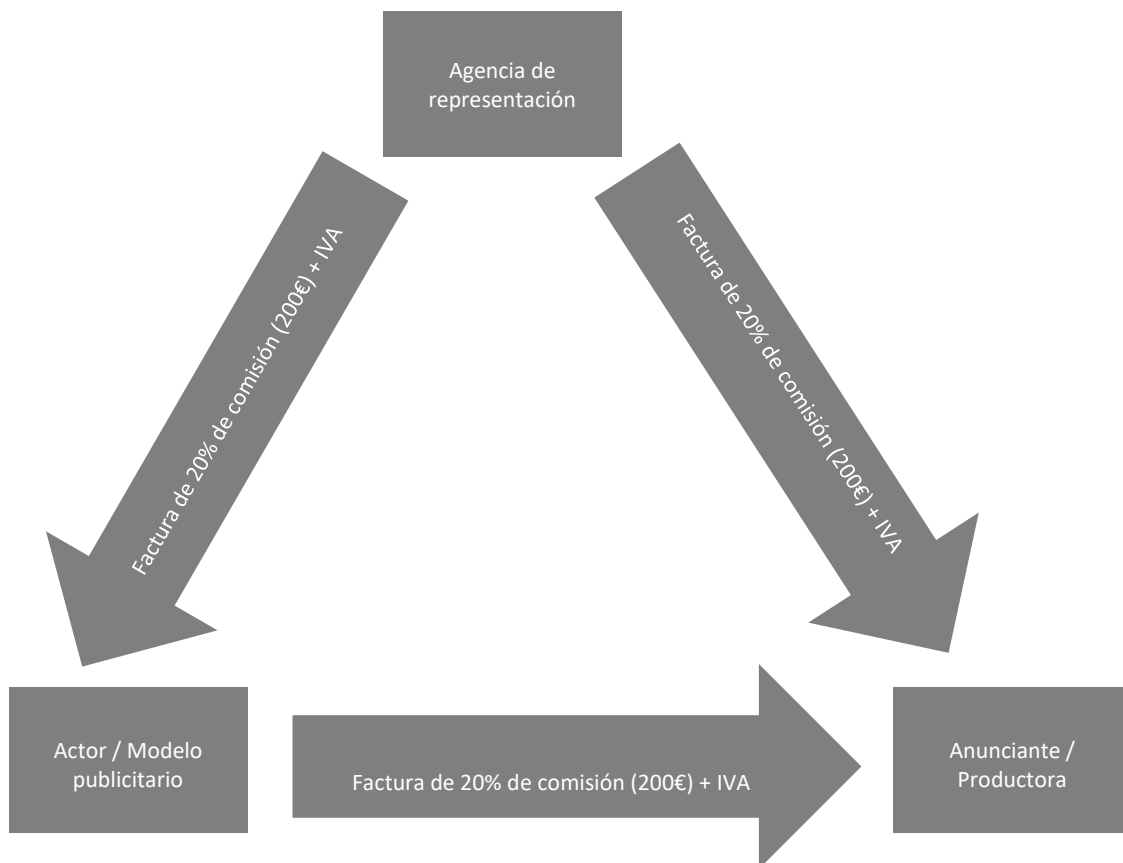 Agencia de
representación
Factura de 20% de comisión (200€) + IVA
Factura de 20% de comisión (200€) + IVA
Actor / Modelo
publicitario
Factura de 20% de comisión (200€) + IVA
Anunciante /
Productora